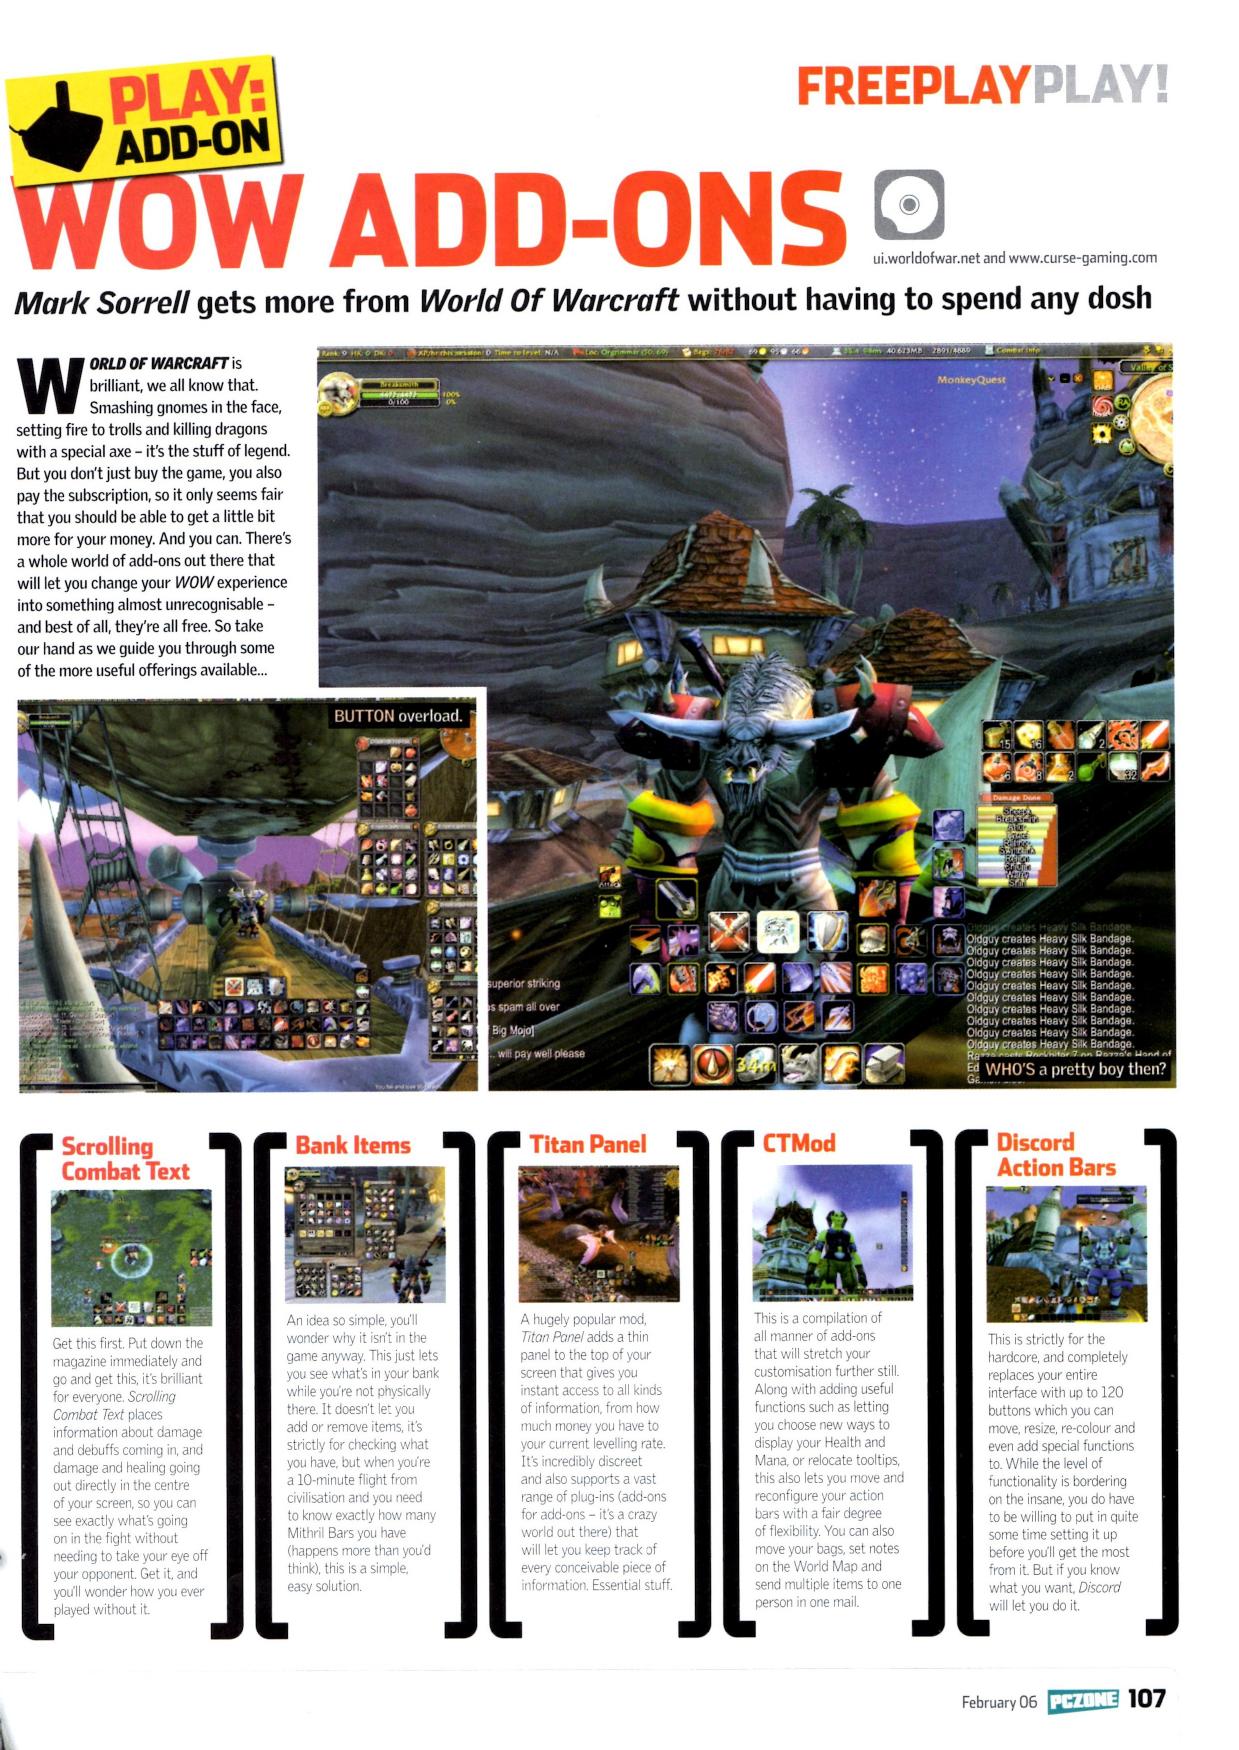 PLAY:
ADD-ON
FREEPLAYPLAY!
WOW ADD-ONS
ui.worldofwar.net and www.curse-gaming.com
Mark Sorrell gets more from World Of Warcraft without having to spend any dosh
WORLD OF WARCRAFT is
brilliant, we all know that.
Smashing gnomes in the face,
setting fire to trolls and killing dragons
with a special axe – it's the stuff of legend.
But you don't just buy the game, you also
pay the subscription, so it only seems fair
that you should be able to get a little bit
more for your money. And you can. There's
a whole world of add-ons out there that
will let you change your WOW experience
into something almost unrecognisable –
and best of all, they're all free. So take
our hand as we guide you through some
of the more useful offerings available...
MonkeyQuest
Damage Done
superior striking
s spam all over
Big Mojo]
.. will pay well please
Oldguy creates Heavy Silk Bandage.
Oldguy creates Heavy Silk Bandage.
Oldguy creates Heavy Silk Bandage.
Oldguy creates Heavy Silk Bandage.
Oldguy creates Heavy Silk Bandage.
Oldguy creates Heavy Silk Bandage.
Oldguy creates Heavy Silk Bandage.
Oldguy creates Heavy Silk Bandage.
Oldguy creates Heavy Silk Bandage.
Oldguy creates Heavy Silk Bandage.
Oldguy creates Heavy Silk Bandage.
WHO'S a pretty boy then?
BUTTON overload.
Scrolling
Combat Text
Get this first. Put down the
magazine immediately and
go and get this, it's brilliant
for everyone. Scrolling
Combat Text places
information about damage
and debuffs coming in, and
damage and healing going
out directly in the centre
of your screen, so you can
see exactly what's going
on in the fight without
needing to take your eye off
your opponent. Get it, and
you'll wonder how you ever
played without it.
Bank Items
An idea so simple, you'll
wonder why it isn't in the
game anyway. This just lets
you see what's in your bank
while you're not physically
there. It doesn't let you
add or remove items, it's
strictly for checking what
you have, but when you're
a 10-minute flight from
civilisation and you need
to know exactly how many
Mithril Bars you have
(happens more than you'd
think), this is a simple,
easy solution.
Titan Panel
A hugely popular mod,
Titan Panel adds a thin
panel to the top of your
screen that gives you
instant access to all kinds
of information, from how
much money you have to
your current levelling rate.
It's incredibly discreet
and also supports a vast
range of plug-ins (add-ons
for add-ons – it's a crazy
world out there) that
will let you keep track of
every conceivable piece of
information. Essential stuff.
CTMod
This is a compilation of
all manner of add-ons
that will stretch your
customisation further still.
Along with adding useful
functions such as letting
you choose new ways to
display your Health and
Mana, or relocate tooltips,
this also lets you move and
reconfigure your action
bars with a fair degree
of flexibility. You can also
move your bags, set notes
on the World Map and
send multiple items to one
person in one mail.
Discord
Action Bars
This is strictly for the
hardcore, and completely
replaces your entire
interface with up to 120
buttons which you can
move, resize, re-colour and
even add special functions
to. While the level of
functionality is bordering
on the insane, you do have
to be willing to put in quite
some time setting it up
before you'll get the most
from it. But if you know
what you want, Discord
will let you do it.
February 06 PCZONE 107